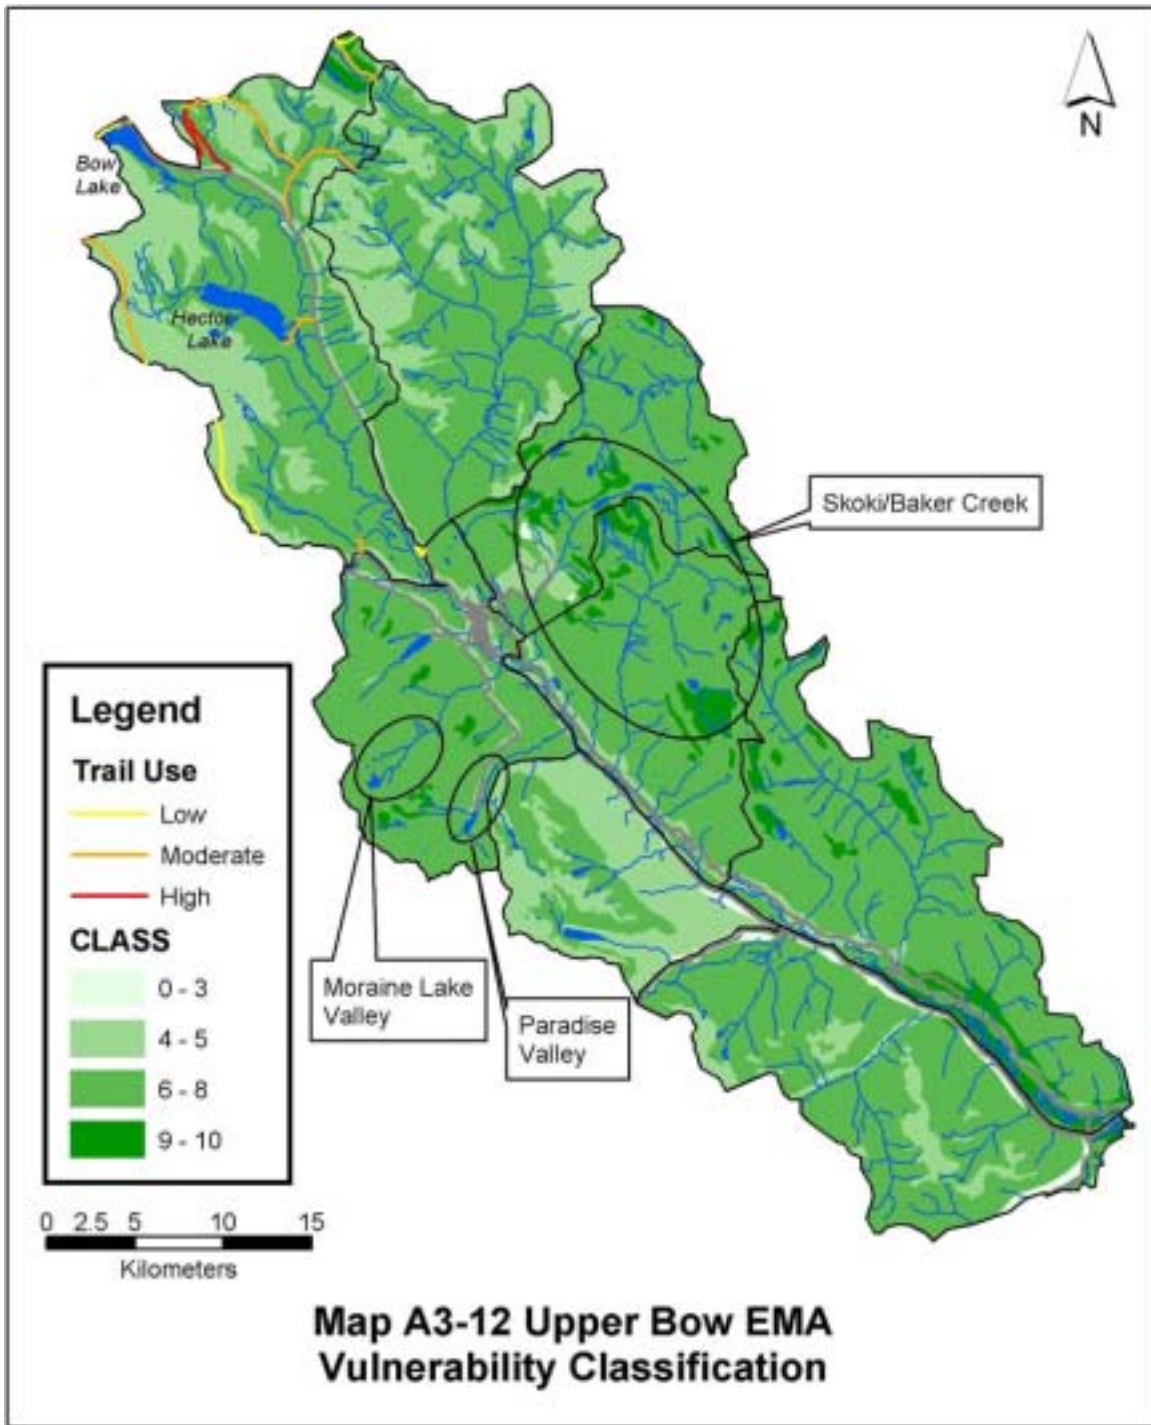 N
Bow
Lake
Hector
Lake
Skoki/Baker Creek
Legend
Trail Use
Low
Moderate
High
CLASS
0 - 3
4 - 5
6 - 8
9 - 10
Moraine Lake
Valley
Paradise
Valley
0 2.5 5 10 15
Kilometers
Map A3-12 Upper Bow EMA
Vulnerability Classification